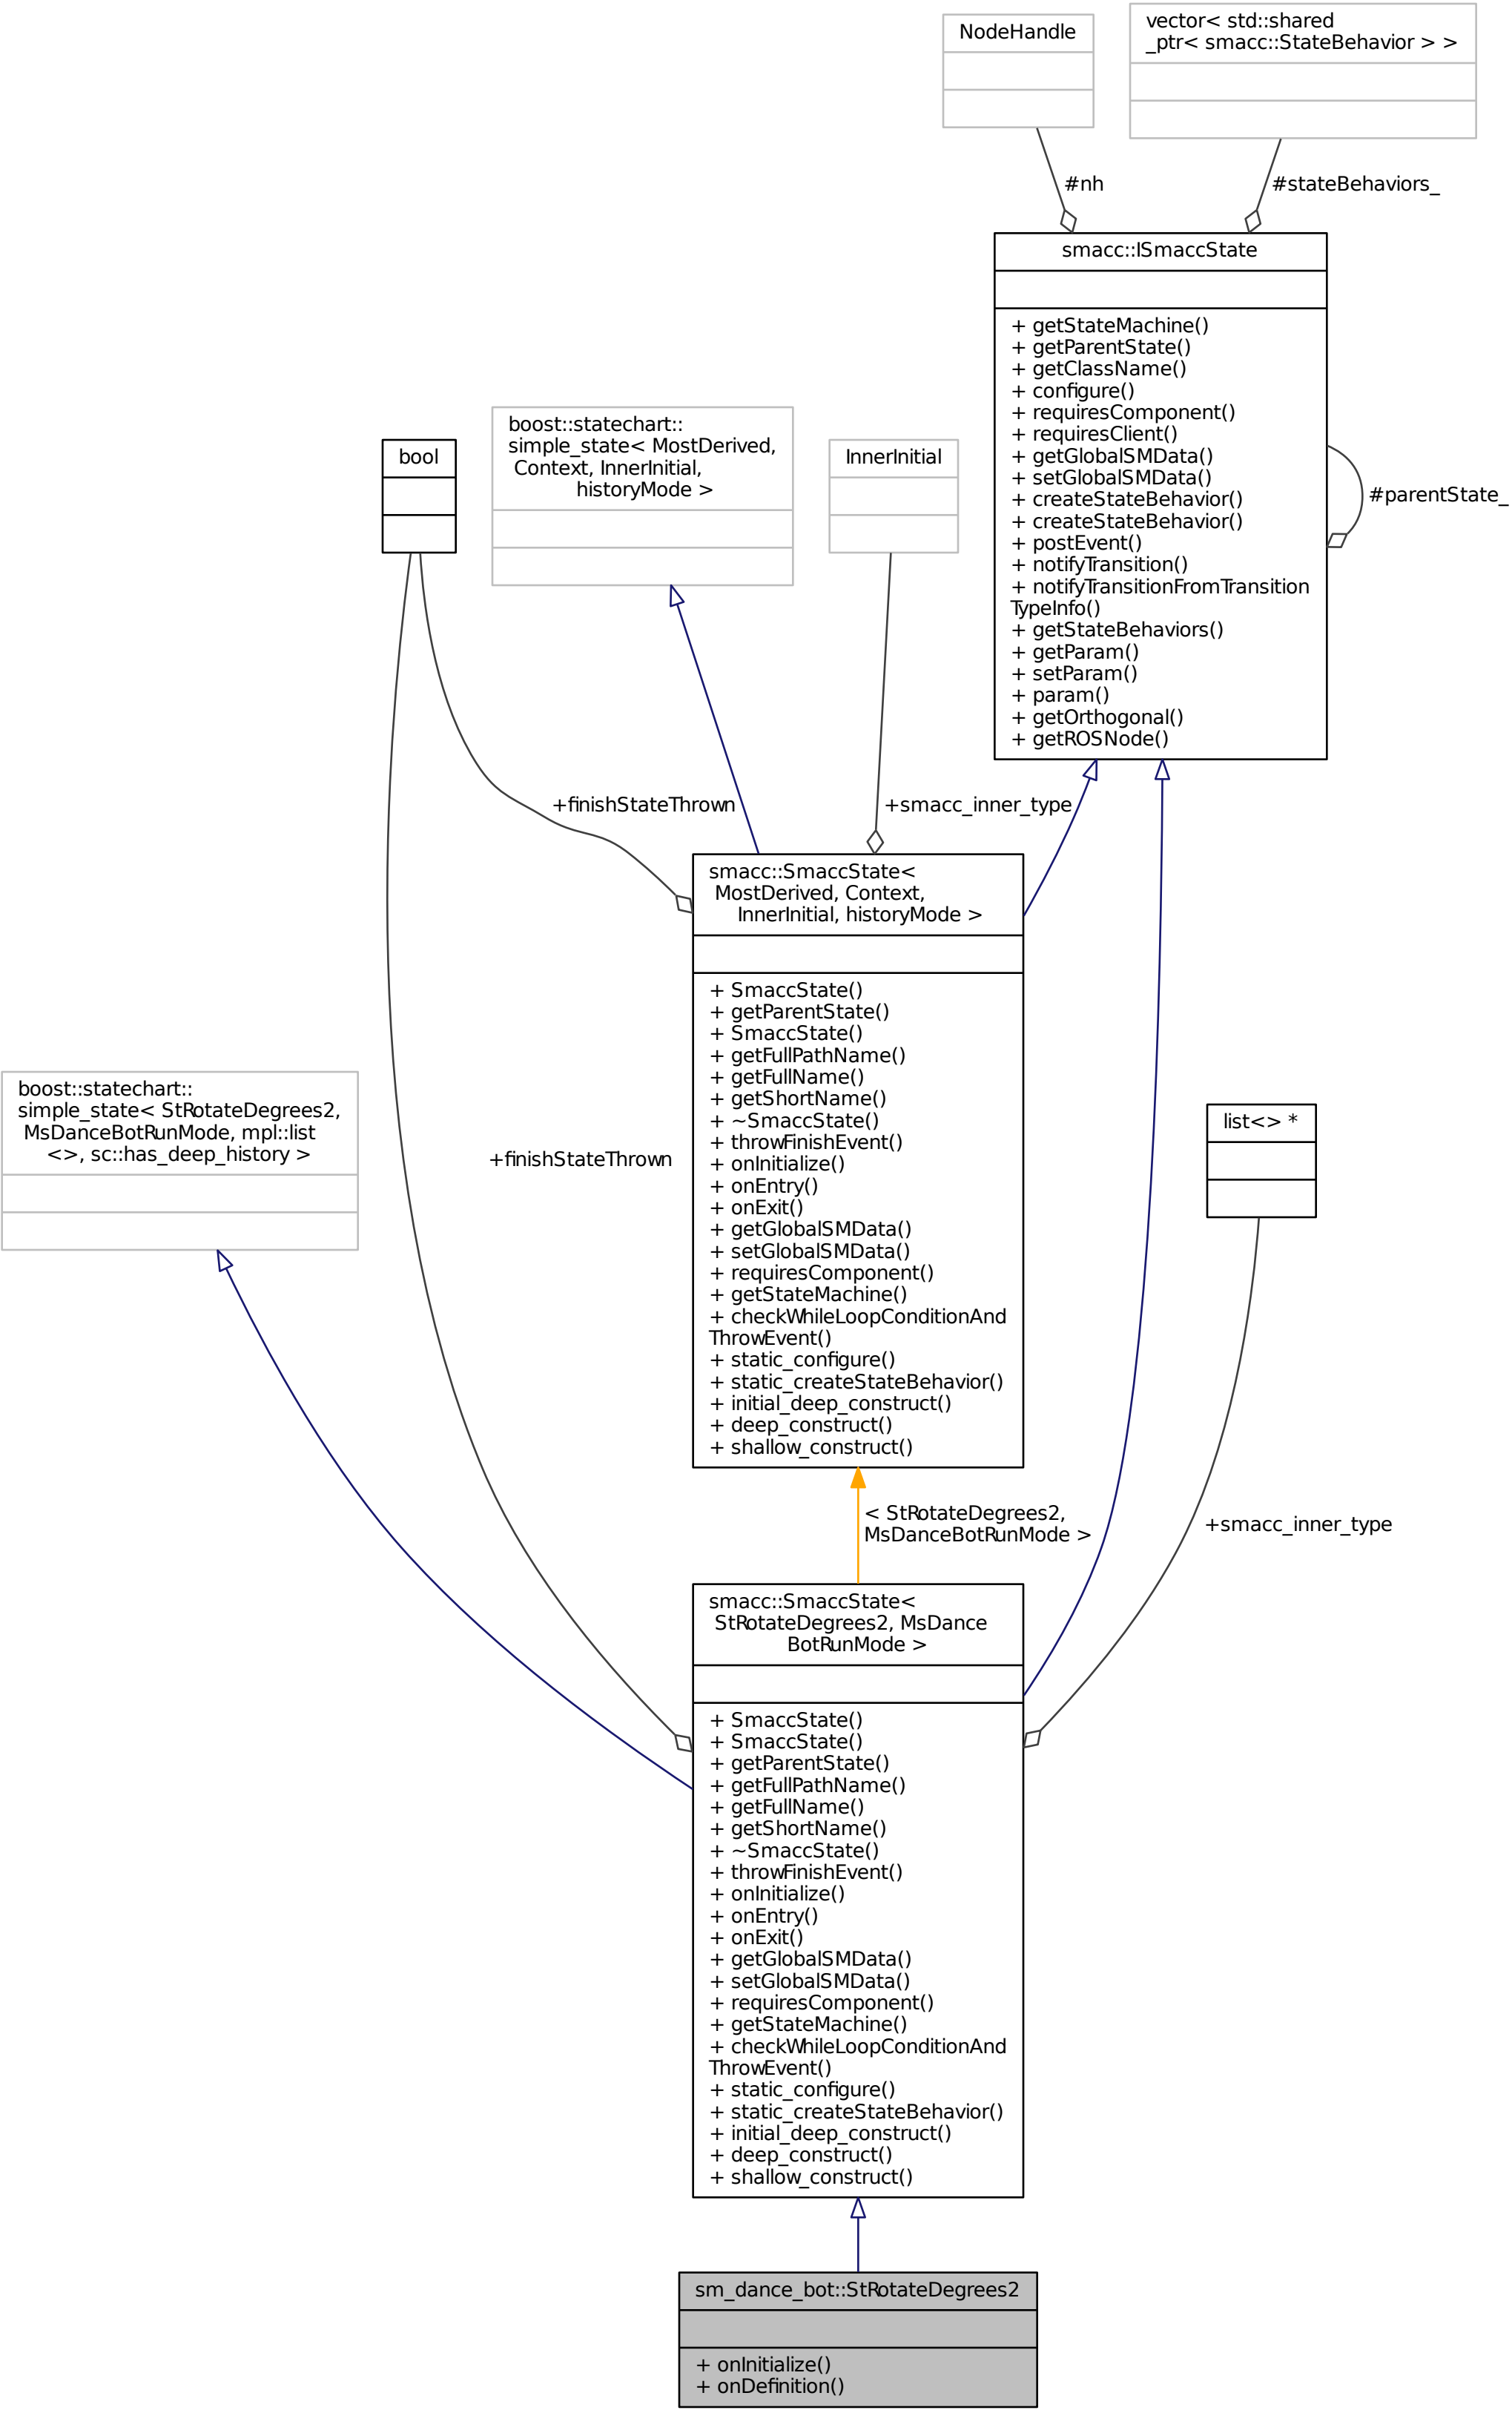 NodeHandle
vector< std::shared
_ptr< smacc::StateBehavior > >
#nh
#stateBehaviors_
smacc::ISmaccState
+ getStateMachine()
+ getParentState()
+ getClassName()
+ configure()
+ requiresComponent()
+ requiresClient()
+ getGlobalSMData()
+ setGlobalSMData()
+ createStateBehavior()
+ createStateBehavior()
+ postEvent()
+ notifyTransition()
+ notifyTransitionFromTransition
TypeInfo()
+ getStateBehaviors()
+ getParam()
+ setParam()
+ param()
+ getOrthogonal()
+ getROSNode()
#parentState_
bool
boost::statechart::
simple_state< MostDerived,
Context, InnerInitial,
historyMode >
InnerInitial
+finishStateThrown
+smacc_inner_type
smacc::SmaccState<
MostDerived, Context,
InnerInitial, historyMode >
+ SmaccState()
+ getParentState()
+ SmaccState()
+ getFullPathName()
+ getFullName()
+ getShortName()
+ ~SmaccState()
+ throwFinishEvent()
+ onInitialize()
+ onEntry()
+ onExit()
+ getGlobalSMData()
+ setGlobalSMData()
+ requiresComponent()
+ getStateMachine()
+ checkWhileLoopConditionAnd
ThrowEvent()
+ static_configure()
+ static_createStateBehavior()
+ initial_deep_construct()
+ deep_construct()
+ shallow_construct()
boost::statechart::
simple_state< StRotateDegrees2,
MsDanceBotRunMode, mpl::list
<>, sc::has_deep_history >
+finishStateThrown
list<> *
< StRotateDegrees2,
MsDanceBotRunMode >
+smacc_inner_type
smacc::SmaccState<
StRotateDegrees2, MsDance
BotRunMode >
+ SmaccState()
+ SmaccState()
+ getParentState()
+ getFullPathName()
+ getFullName()
+ getShortName()
+ ~SmaccState()
+ throwFinishEvent()
+ onInitialize()
+ onEntry()
+ onExit()
+ getGlobalSMData()
+ setGlobalSMData()
+ requiresComponent()
+ getStateMachine()
+ checkWhileLoopConditionAnd
ThrowEvent()
+ static_configure()
+ static_createStateBehavior()
+ initial_deep_construct()
+ deep_construct()
+ shallow_construct()
sm_dance_bot::StRotateDegrees2
+ onInitialize()
+ onDefinition()